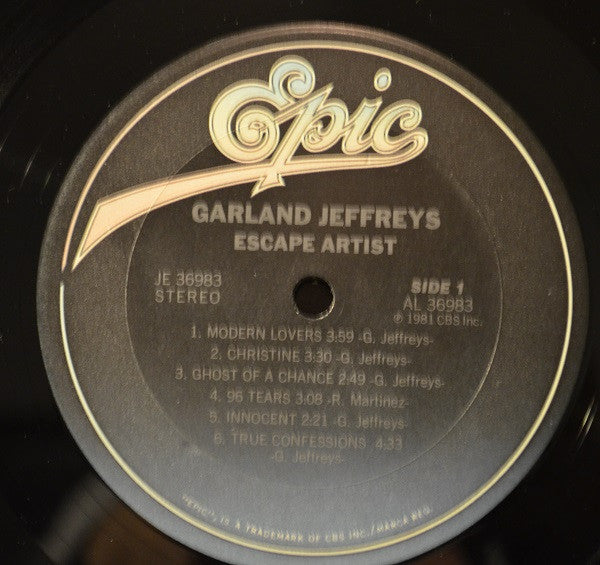 Epic
GARLAND JEFFREYS
ESCAPE ARTIST
JE 36983
STEREO
SIDE 1
AL 36983
℗ 1981 CBS Inc.
1. MODERN LOVERS 3:59 -G. Jeffreys-
2. CHRISTINE 3:30 -G. Jeffreys-
3. GHOST OF A CHANCE 2:49 -G. Jeffreys-
4. 96 TEARS 3:08 -R. Martinez-
5. INNOCENT 2:21 -G. Jeffreys-
6. TRUE CONFESSIONS 4:33
-G. Jeffreys-
"EPIC", IS A TRADEMARK OF CBS INC./MARCA REG.